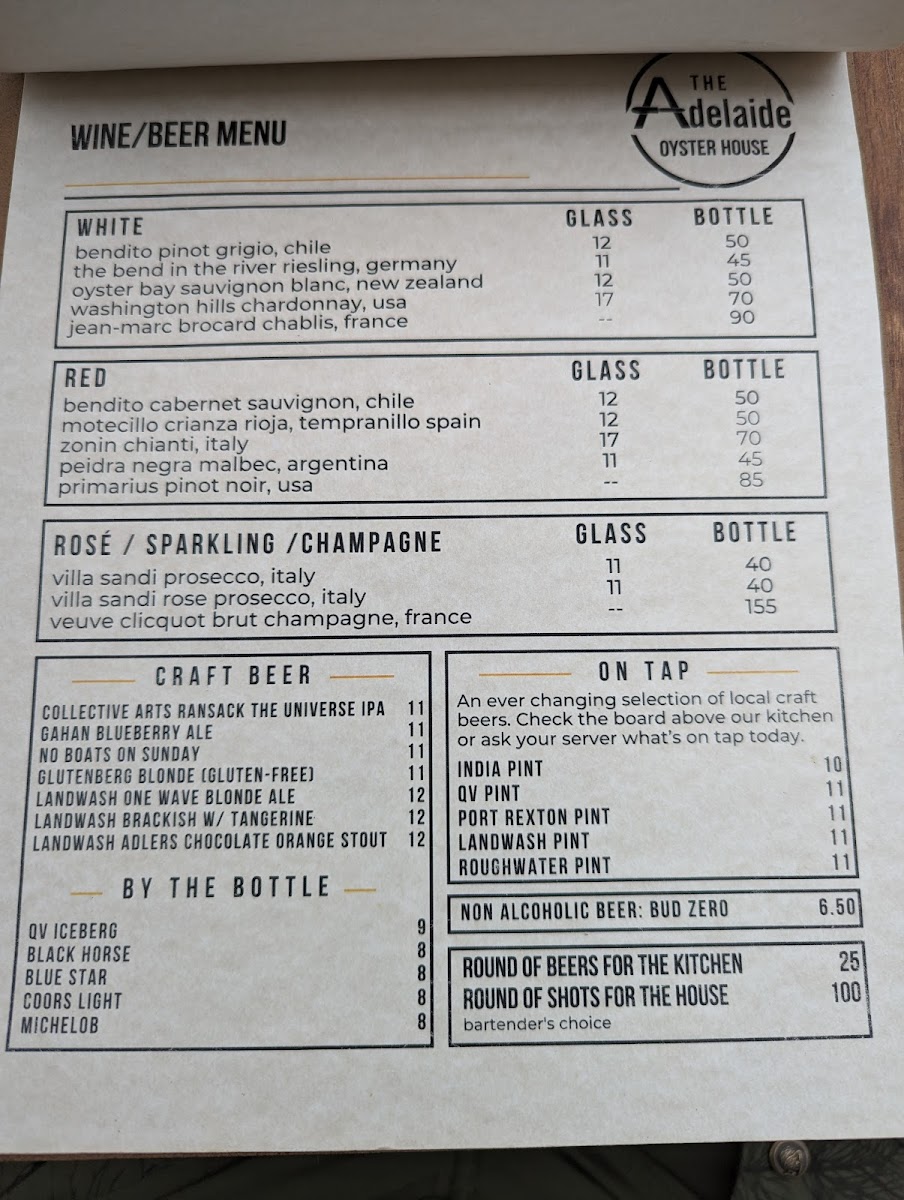 THE
Adelaide
OYSTER HOUSE
WINE/BEER MENU
WHITE GLASS BOTTLE
bendito pinot grigio, chile 12 50
the bend in the river riesling, germany 11 45
oyster bay sauvignon blanc, new zealand 12 50
washington hills chardonnay, usa 17 70
jean-marc brocard chablis, france -- 90
RED GLASS BOTTLE
bendito cabernet sauvignon, chile 12 50
motecillo crianza rioja, tempranillo spain 12 50
zonin chianti, italy 17 70
peidra negra malbec, argentina 11 45
primarius pinot noir, usa -- 85
ROSÉ / SPARKLING /CHAMPAGNE GLASS BOTTLE
villa sandi prosecco, italy 11 40
villa sandi rose prosecco, italy 11 40
veuve clicquot brut champagne, france -- 155
CRAFT BEER
COLLECTIVE ARTS RANSACK THE UNIVERSE IPA 11
GAHAN BLUEBERRY ALE 11
NO BOATS ON SUNDAY 11
GLUTENBERG BLONDE (GLUTEN-FREE) 11
LANDWASH ONE WAVE BLONDE ALE 12
LANDWASH BRACKISH W/ TANGERINE 12
LANDWASH ADLERS CHOCOLATE ORANGE STOUT 12
BY THE BOTTLE
QV ICEBERG 9
BLACK HORSE 8
BLUE STAR 8
COORS LIGHT 8
MICHELOB 8
ON TAP
An ever changing selection of local craft
beers. Check the board above our kitchen
or ask your server what's on tap today.
INDIA PINT 10
QV PINT 11
PORT REXTON PINT 11
LANDWASH PINT 11
ROUGHWATER PINT 11
NON ALCOHOLIC BEER: BUD ZERO 6.50
ROUND OF BEERS FOR THE KITCHEN 25
ROUND OF SHOTS FOR THE HOUSE 100
bartender's choice